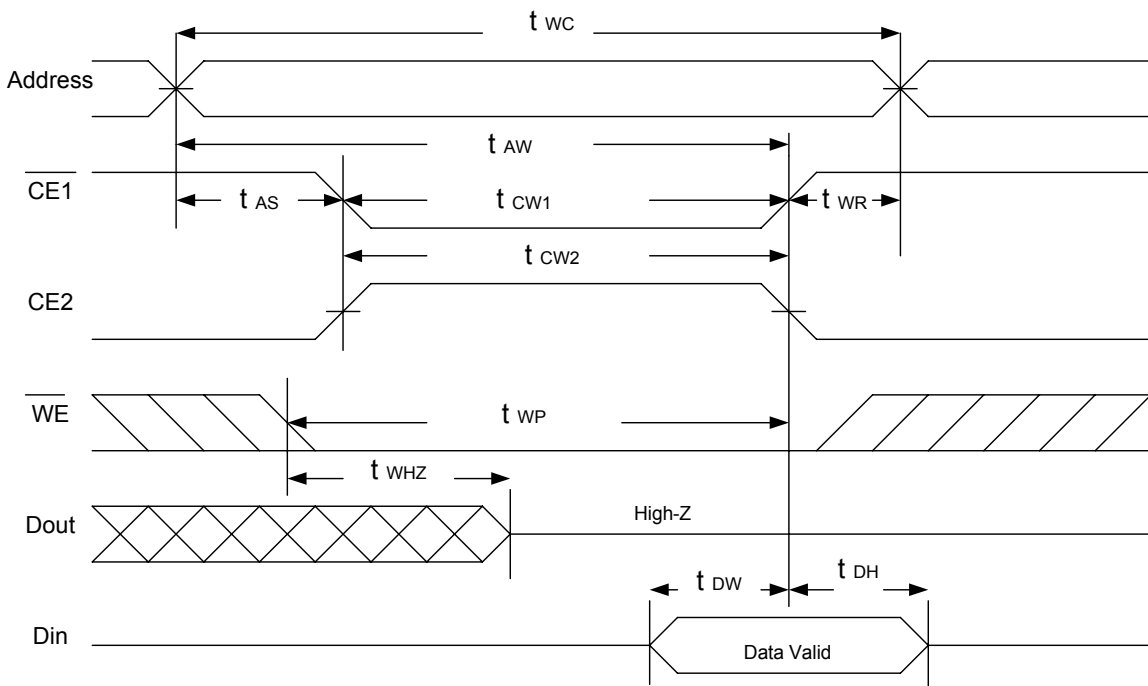 t WC
Address
t AW
CE1
t AS
t CW1
t WR
t CW2
CE2
WE
t WP
t WHZ
Dout
High-Z
t DW
t DH
Din
Data Valid